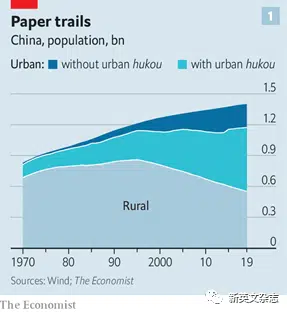 1
Paper trails
China, population, bn
Urban: without urban hukou with urban hukou
1.5
1.2
0.9
0.6
0.3
0
Rural
1970 80 90 2000 10 19
Sources: Wind; The Economist
The Economist
新英文杂志